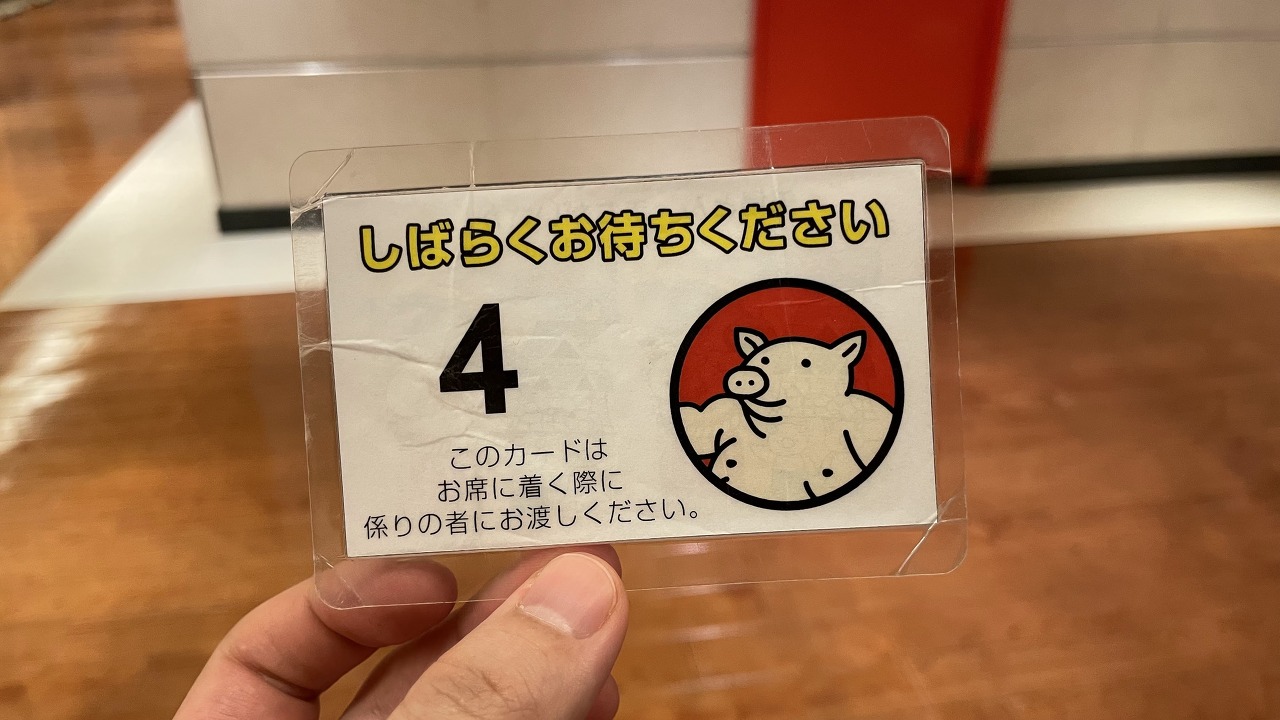 しばらくお待ちください
4
このカードは
お席に着く際に
係りの者にお渡しください。